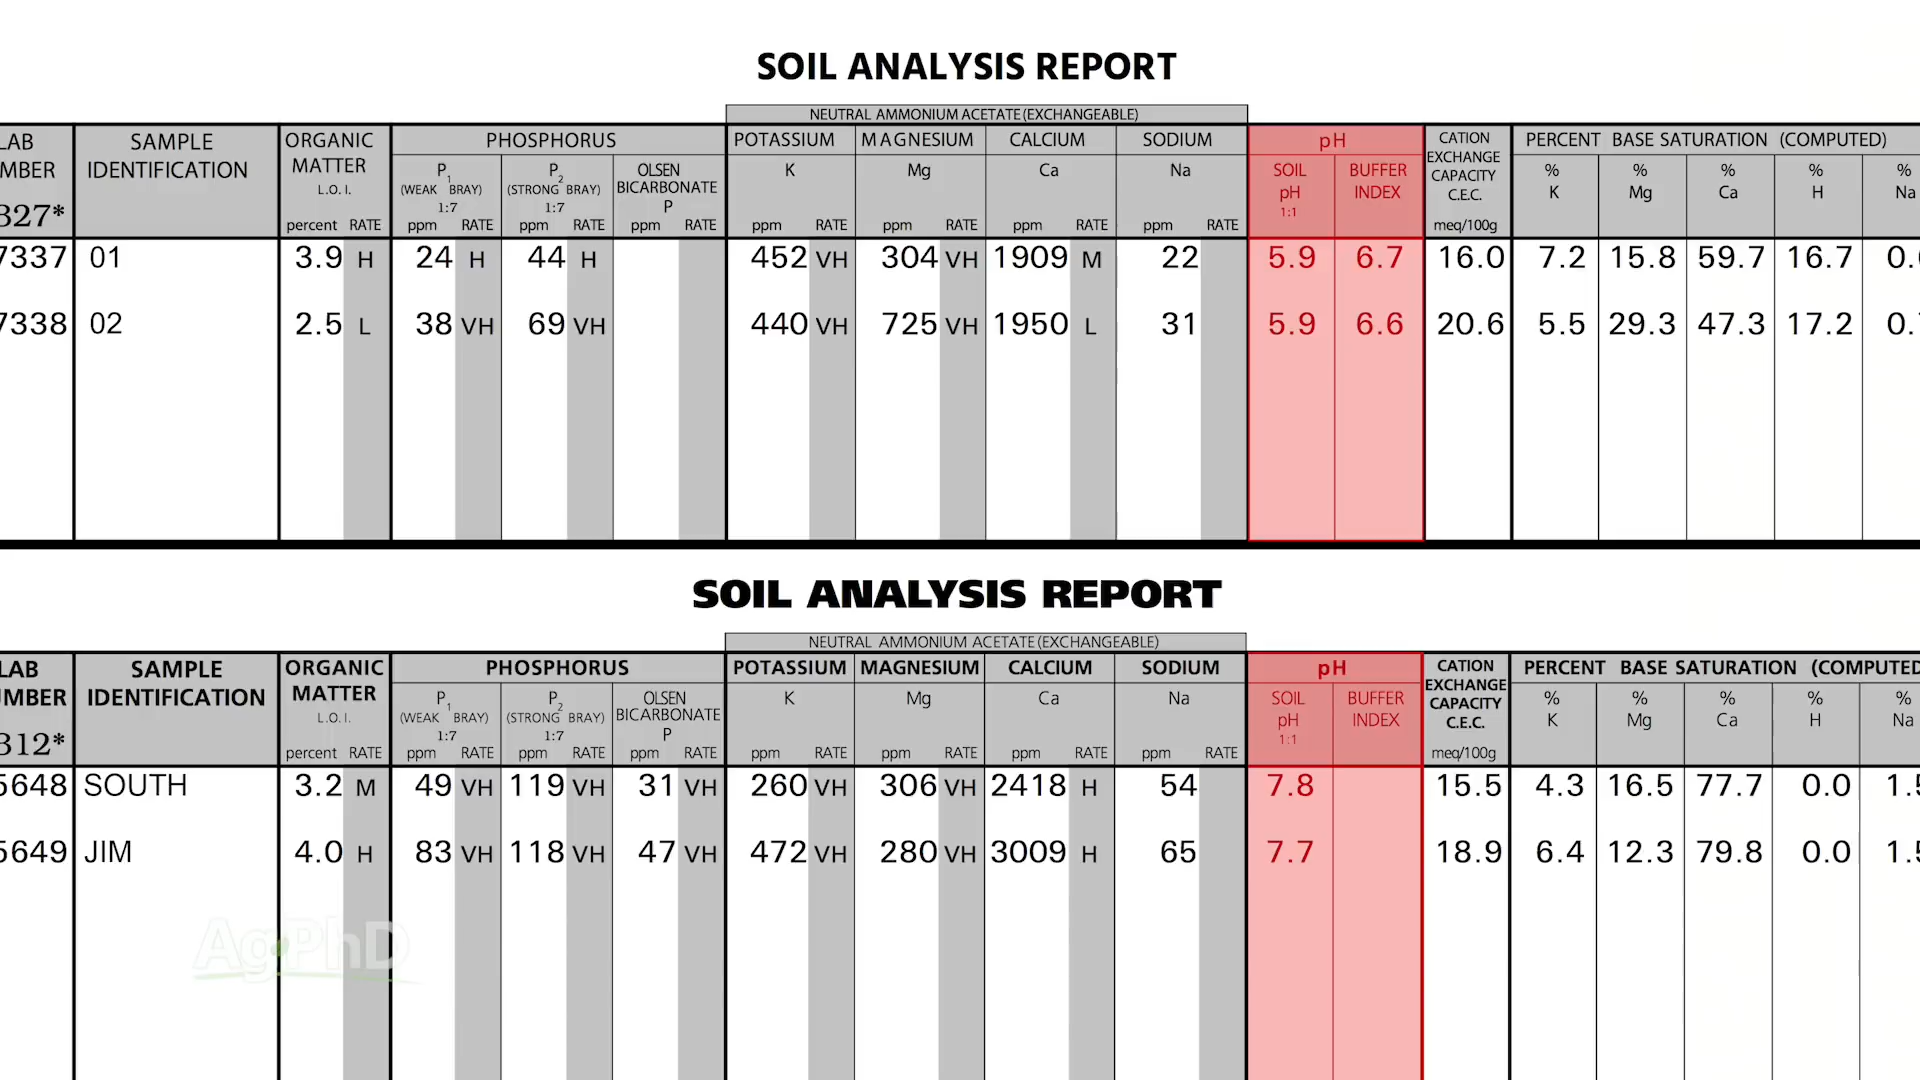 SOIL ANALYSIS REPORT
NEUTRAL AMMONIUM ACETATE (EXCHANGEABLE)
LAB SAMPLE ORGANIC PHOSPHORUS POTASSIUM MAGNESIUM CALCIUM SODIUM pH CATION PERCENT BASE SATURATION (COMPUTED)
MBER IDENTIFICATION MATTER P1 P2 OLSEN K Mg Ca Na SOIL BUFFER EXCHANGE % % % % %
L.O.I. (WEAK BRAY) (STRONG BRAY) BICARBONATE pH INDEX CAPACITY K Mg Ca H Na
327* 1:7 1:7 P 1:1 C.E.C.
percent RATE ppm RATE ppm RATE ppm RATE ppm RATE ppm RATE ppm RATE ppm RATE meq/100g
7337 01 3.9 H 24 H 44 H 452 VH 304 VH 1909 M 22 5.9 6.7 16.0 7.2 15.8 59.7 16.7 0.
7338 02 2.5 L 38 VH 69 VH 440 VH 725 VH 1950 L 31 5.9 6.6 20.6 5.5 29.3 47.3 17.2 0.
SOIL ANALYSIS REPORT
NEUTRAL AMMONIUM ACETATE (EXCHANGEABLE)
LAB SAMPLE ORGANIC PHOSPHORUS POTASSIUM MAGNESIUM CALCIUM SODIUM pH CATION PERCENT BASE SATURATION (COMPUTED
MBER IDENTIFICATION MATTER P1 P2 OLSEN K Mg Ca Na SOIL BUFFER EXCHANGE % % % % %
L.O.I. (WEAK BRAY) (STRONG BRAY) BICARBONATE pH INDEX CAPACITY K Mg Ca H Na
312* 1:7 1:7 P 1:1 C.E.C.
percent RATE ppm RATE ppm RATE ppm RATE ppm RATE ppm RATE ppm RATE ppm RATE meq/100g
5648 SOUTH 3.2 M 49 VH 119 VH 31 VH 260 VH 306 VH 2418 H 54 7.8 15.5 4.3 16.5 77.7 0.0 1.5
5649 JIM 4.0 H 83 VH 118 VH 47 VH 472 VH 280 VH 3009 H 65 7.7 18.9 6.4 12.3 79.8 0.0 1.5
Ag PhD